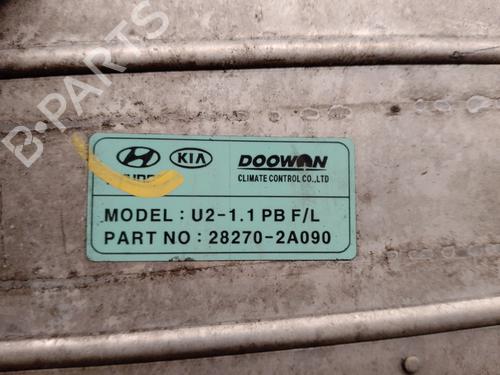 B-PARTS
KIA
DOOWON
CLIMATE CONTROL CO.,LTD
MODEL : U2-1.1 PB F/L
PART NO : 28270-2A090